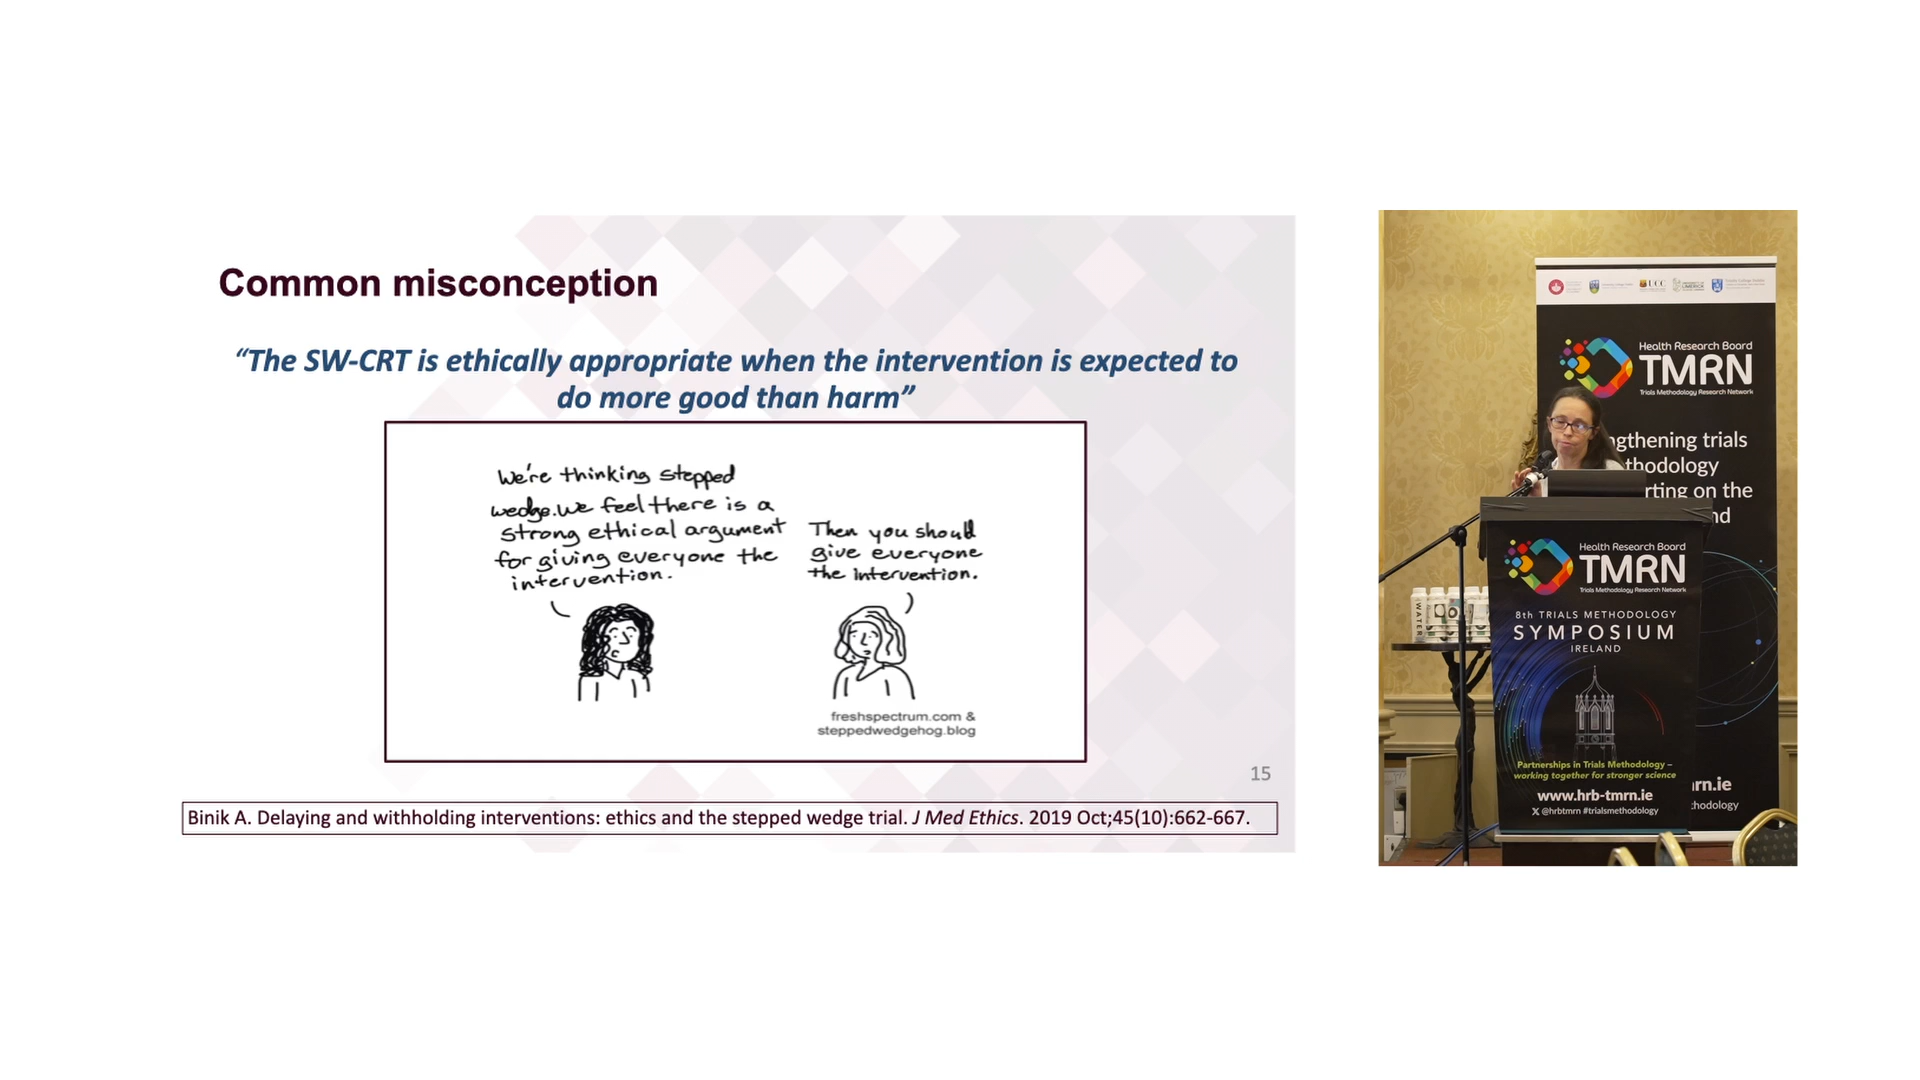 Common misconception
“The SW-CRT is ethically appropriate when the intervention is expected to
do more good than harm”
We're thinking stepped
wedge. We feel there is a
strong ethical argument
for giving everyone the
intervention.
Then you should
give everyone
the intervention.
freshspectrum.com &
steppedwedgehog.blog
15
Binik A. Delaying and withholding interventions: ethics and the stepped wedge trial. J Med Ethics. 2019 Oct;45(10):662-667.
UCC
Health Research Board
TMRN
Trials Methodology Research Network
gthening trials
thodology
rting on the
nd
Health Research Board
TMRN
Trials Methodology Research Network
8th TRIALS METHODOLOGY
SYMPOSIUM
IRELAND
Partnerships in Trials Methodology –
working together for stronger science
www.hrb-tmrn.ie
X @hrbtmrn #trialsmethodology
rn.ie
thodology
WATER